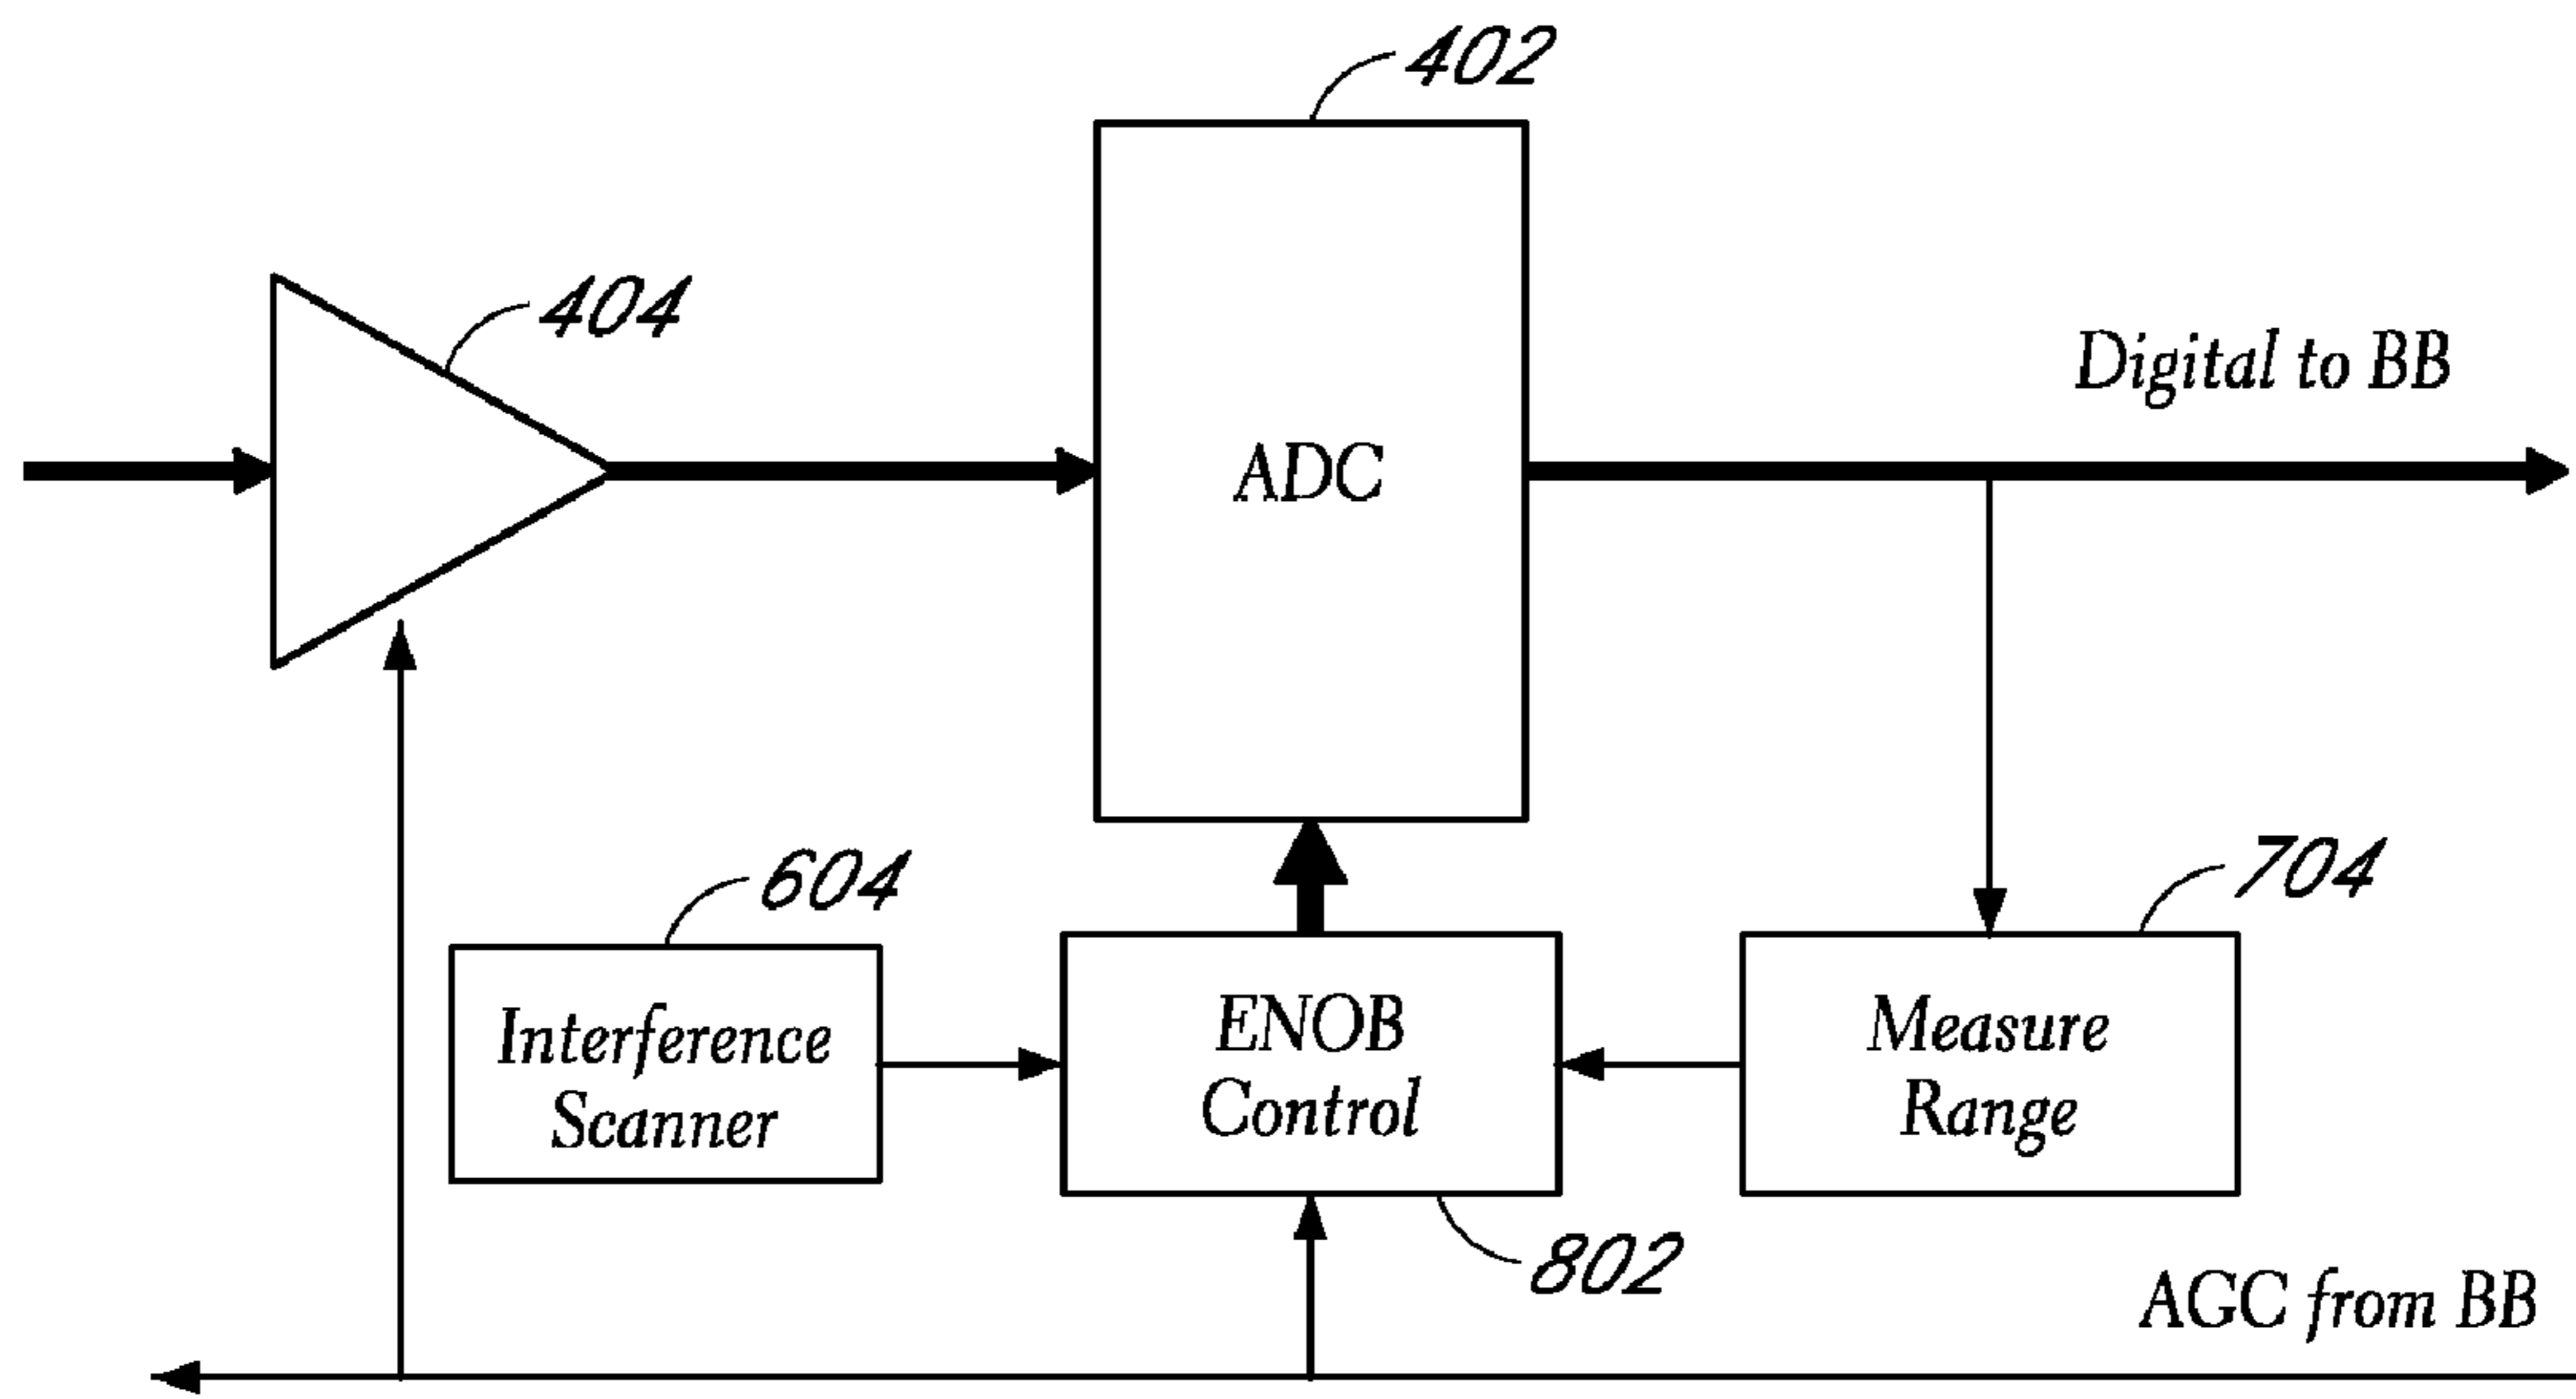 402
404
ADC
Digital to BB
604
704
Interference
Scanner
ENOB
Control
Measure
Range
802
AGC from BB